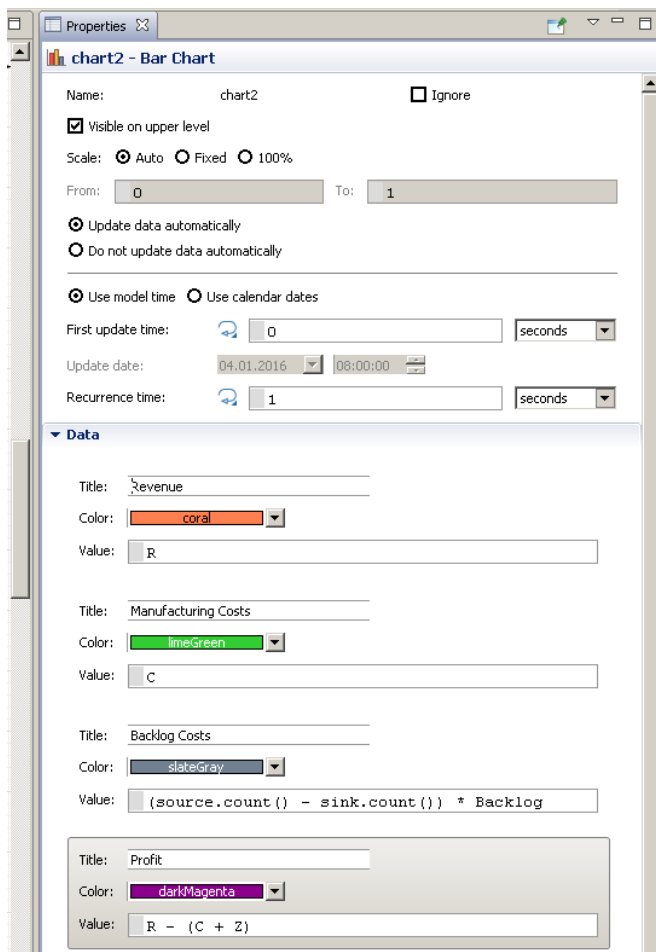 Properties
chart2 - Bar Chart
Name: chart2 Ignore
Visible on upper level
Scale: Auto Fixed 100%
From: 0 To: 1
Update data automatically
Do not update data automatically
Use model time Use calendar dates
First update time: 0 seconds
Update date: 04.01.2016 08:00:00
Recurrence time: 1 seconds
Data
Title: Revenue
Color: coral
Value: R
Title: Manufacturing Costs
Color: limeGreen
Value: C
Title: Backlog Costs
Color: slateGray
Value: (source.count() - sink.count()) * Backlog
Title: Profit
Color: darkMagenta
Value: R - (C + Z)